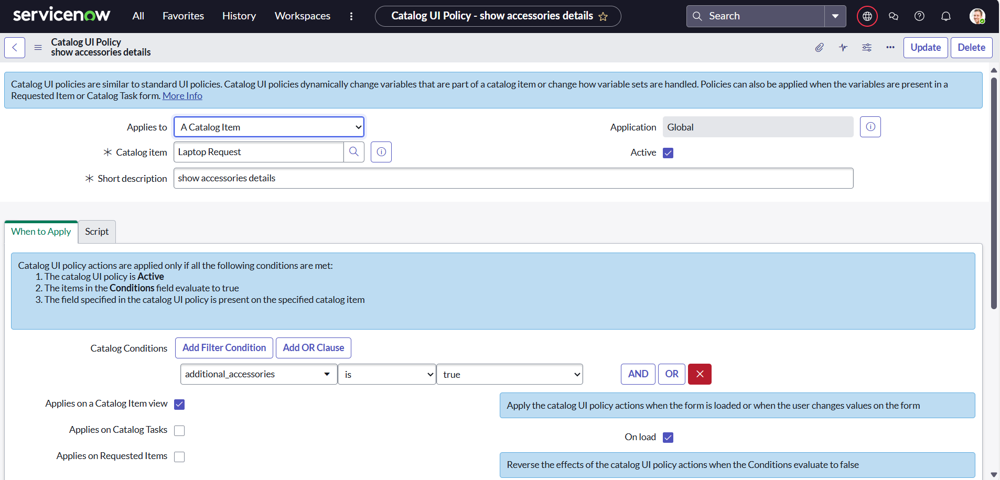 servicenow All Favorites History Workspaces Catalog UI Policy - show accessories details Search
Catalog UI Policy
show accessories details
Update Delete
Catalog UI policies are similar to standard UI policies. Catalog UI policies dynamically change variables that are part of a catalog item or change how variable sets are handled. Policies can also be applied when the variables are present in a
Requested Item or Catalog Task form. More Info
Applies to A Catalog Item Application Global
Catalog item Laptop Request Active
Short description show accessories details
When to Apply Script
Catalog UI policy actions are applied only if all the following conditions are met:
1. The catalog UI policy is Active
2. The items in the Conditions field evaluate to true
3. The field specified in the catalog UI policy is present on the specified catalog item
Catalog Conditions Add Filter Condition Add OR Clause
additional_accessories is true AND OR
Applies on a Catalog Item view Apply the catalog UI policy actions when the form is loaded or when the user changes values on the form
Applies on Catalog Tasks On load
Applies on Requested Items Reverse the effects of the catalog UI policy actions when the Conditions evaluate to false